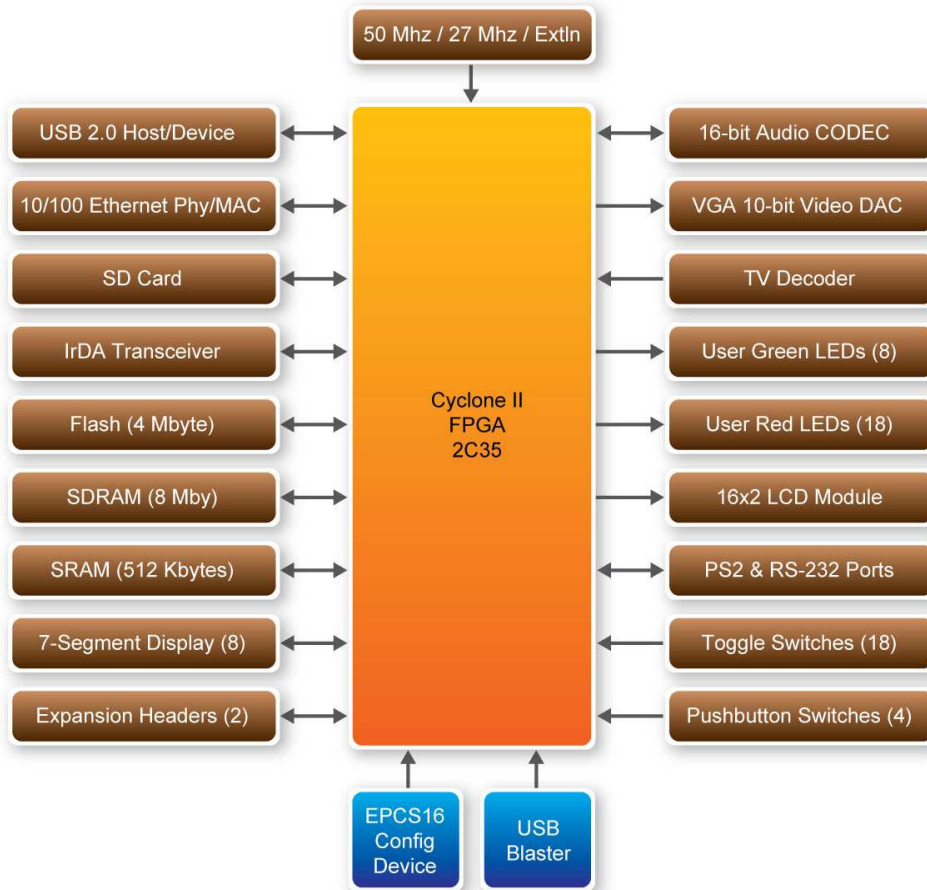 50 Mhz / 27 Mhz / ExtIn
USB 2.0 Host/Device
10/100 Ethernet Phy/MAC
SD Card
IrDA Transceiver
Flash (4 Mbyte)
SDRAM (8 Mby)
SRAM (512 Kbytes)
7-Segment Display (8)
Expansion Headers (2)
Cyclone II
FPGA
2C35
16-bit Audio CODEC
VGA 10-bit Video DAC
TV Decoder
User Green LEDs (8)
User Red LEDs (18)
16x2 LCD Module
PS2 & RS-232 Ports
Toggle Switches (18)
Pushbutton Switches (4)
EPCS16
Config
Device
USB
Blaster